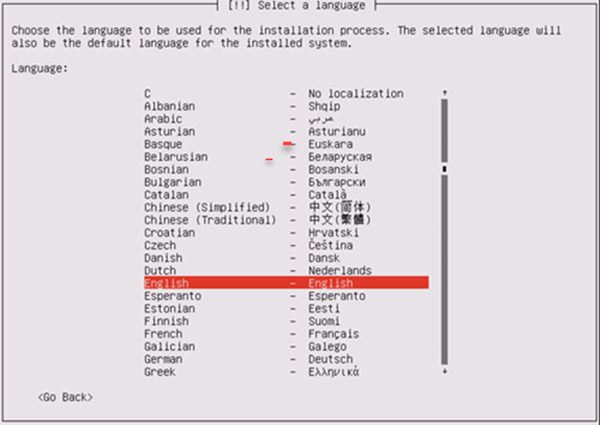 [!!] Select a language
Choose the language to be used for the installation process. The selected language will
also be the default language for the installed system.
Language:
C - No localization
Albanian - Shqip
Arabic - عربي
Asturian - Asturianu
Basque - Euskara
Belarusian - Беларуская
Bosnian - Bosanski
Bulgarian - Български
Catalan - Català
Chinese (Simplified) - 中文(简体)
Chinese (Traditional) - 中文(繁體)
Croatian - Hrvatski
Czech - Čeština
Danish - Dansk
Dutch - Nederlands
English - English
Esperanto - Esperanto
Estonian - Eesti
Finnish - Suomi
French - Français
Galician - Galego
German - Deutsch
Greek - Ελληνικά
<Go Back>